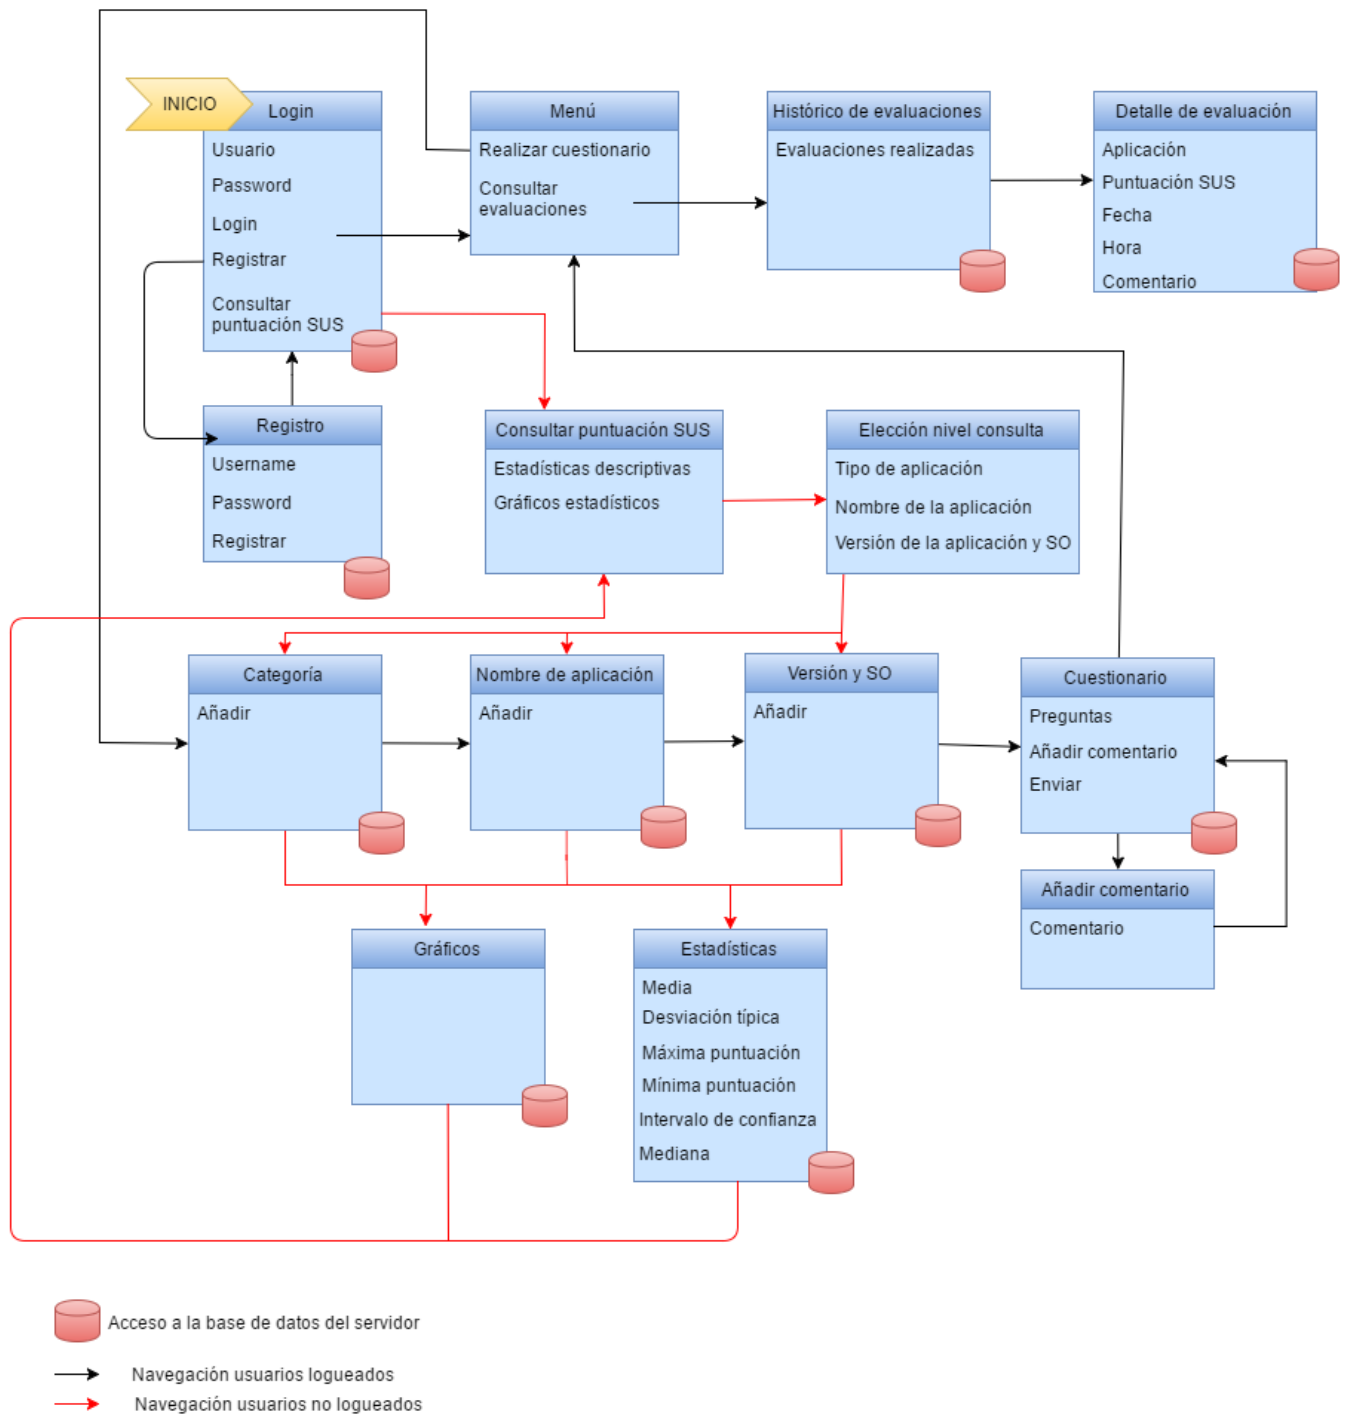 INICIO
Login
Usuario
Password
Login
Registrar
Consultar
puntuación SUS
Menú
Realizar cuestionario
Consultar
evaluaciones
Histórico de evaluaciones
Evaluaciones realizadas
Detalle de evaluación
Aplicación
Puntuación SUS
Fecha
Hora
Comentario
Registro
Username
Password
Registrar
Consultar puntuación SUS
Estadísticas descriptivas
Gráficos estadísticos
Elección nivel consulta
Tipo de aplicación
Nombre de la aplicación
Versión de la aplicación y SO
Categoría
Añadir
Nombre de aplicación
Añadir
Versión y SO
Añadir
Cuestionario
Preguntas
Añadir comentario
Enviar
Añadir comentario
Comentario
Gráficos
Estadísticas
Media
Desviación típica
Máxima puntuación
Mínima puntuación
Intervalo de confianza
Mediana
Acceso a la base de datos del servidor
Navegación usuarios logueados
Navegación usuarios no logueados